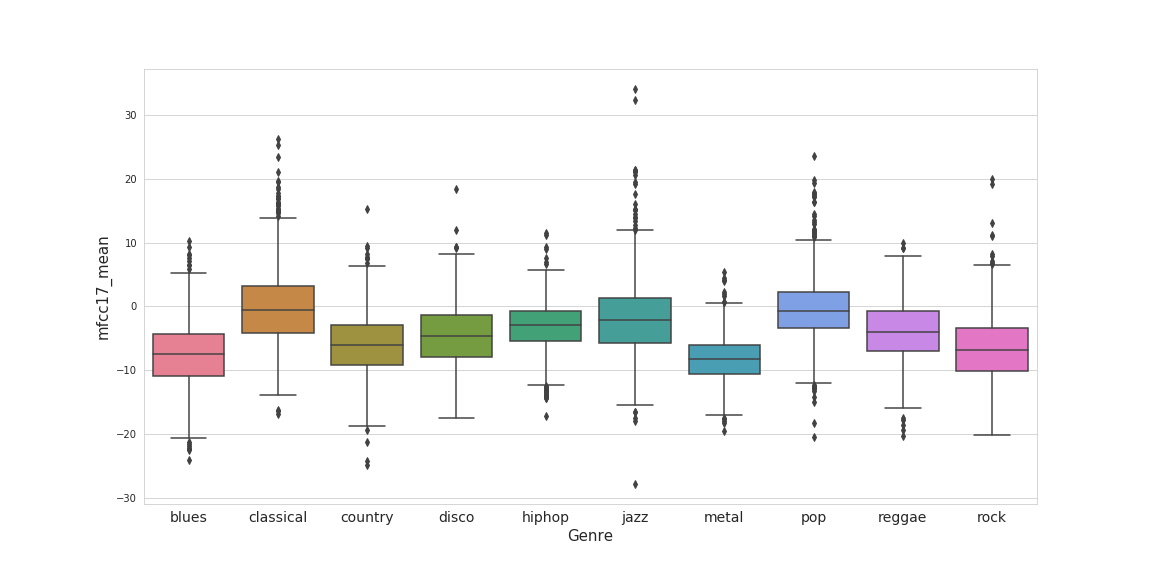 30
20
10
0
−10
−20
−30
mfcc17_mean
blues classical country disco hiphop jazz metal pop reggae rock
Genre